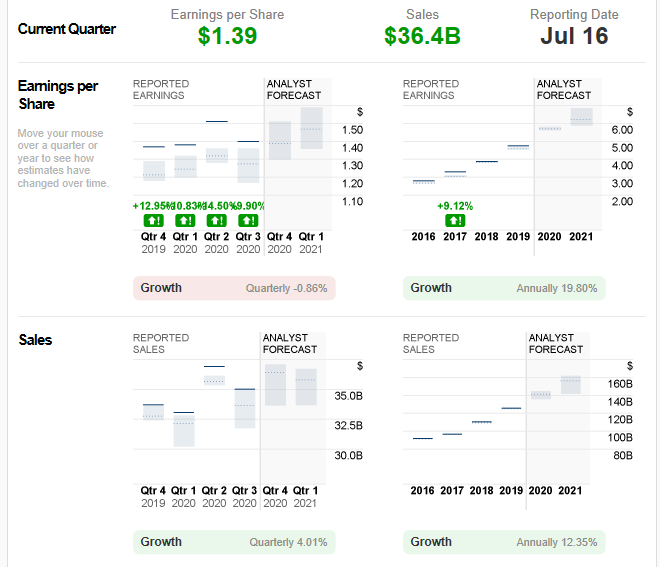 Current Quarter
Earnings per Share
$1.39
Sales
$36.4B
Reporting Date
Jul 16
Earnings per
Share
Move your mouse
over a quarter or
year to see how
estimates have
changed over time.
REPORTED
EARNINGS
ANALYST
FORECAST
$
1.50
1.40
1.30
1.20
1.10
+12.95%
+9.90%
Qtr 4 Qtr 1 Qtr 2 Qtr 3 Qtr 4 Qtr 1
2019 2020 2020 2020 2020 2021
Growth Quarterly -0.86%
REPORTED
EARNINGS
ANALYST
FORECAST
$
6.00
5.00
4.00
3.00
2.00
+9.12%
2016 2017 2018 2019 2020 2021
Growth Annually 19.80%
Sales
REPORTED
SALES
ANALYST
FORECAST
$
35.0B
32.5B
30.0B
Qtr 4 Qtr 1 Qtr 2 Qtr 3 Qtr 4 Qtr 1
2019 2020 2020 2020 2020 2021
Growth Quarterly 4.01%
REPORTED
SALES
ANALYST
FORECAST
$
160B
140B
120B
100B
80B
2016 2017 2018 2019 2020 2021
Growth Annually 12.35%